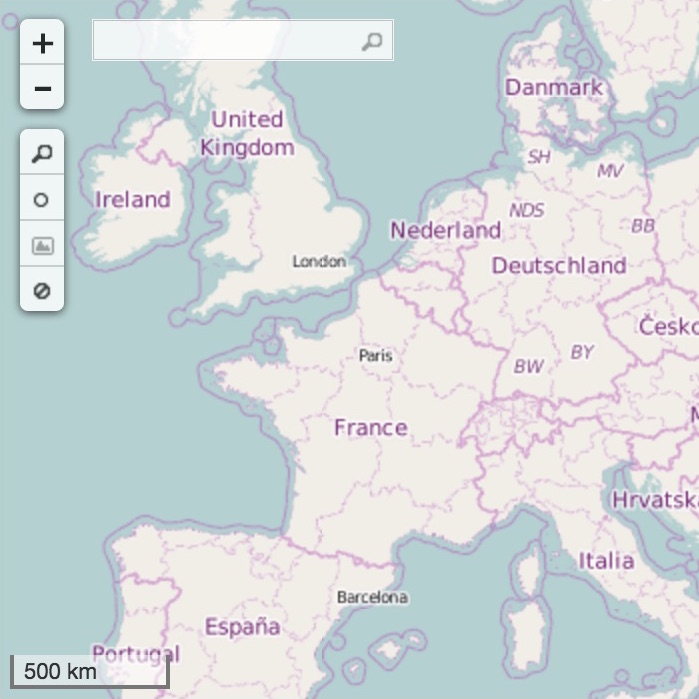 +
−
Danmark
United
Kingdom
SH
MV
Ireland
NDS
Nederland
BB
London
Deutschland
Česko
Paris
BW
BY
France
M
Hrvatsk
Italia
Barcelona
España
Portugal
500 km